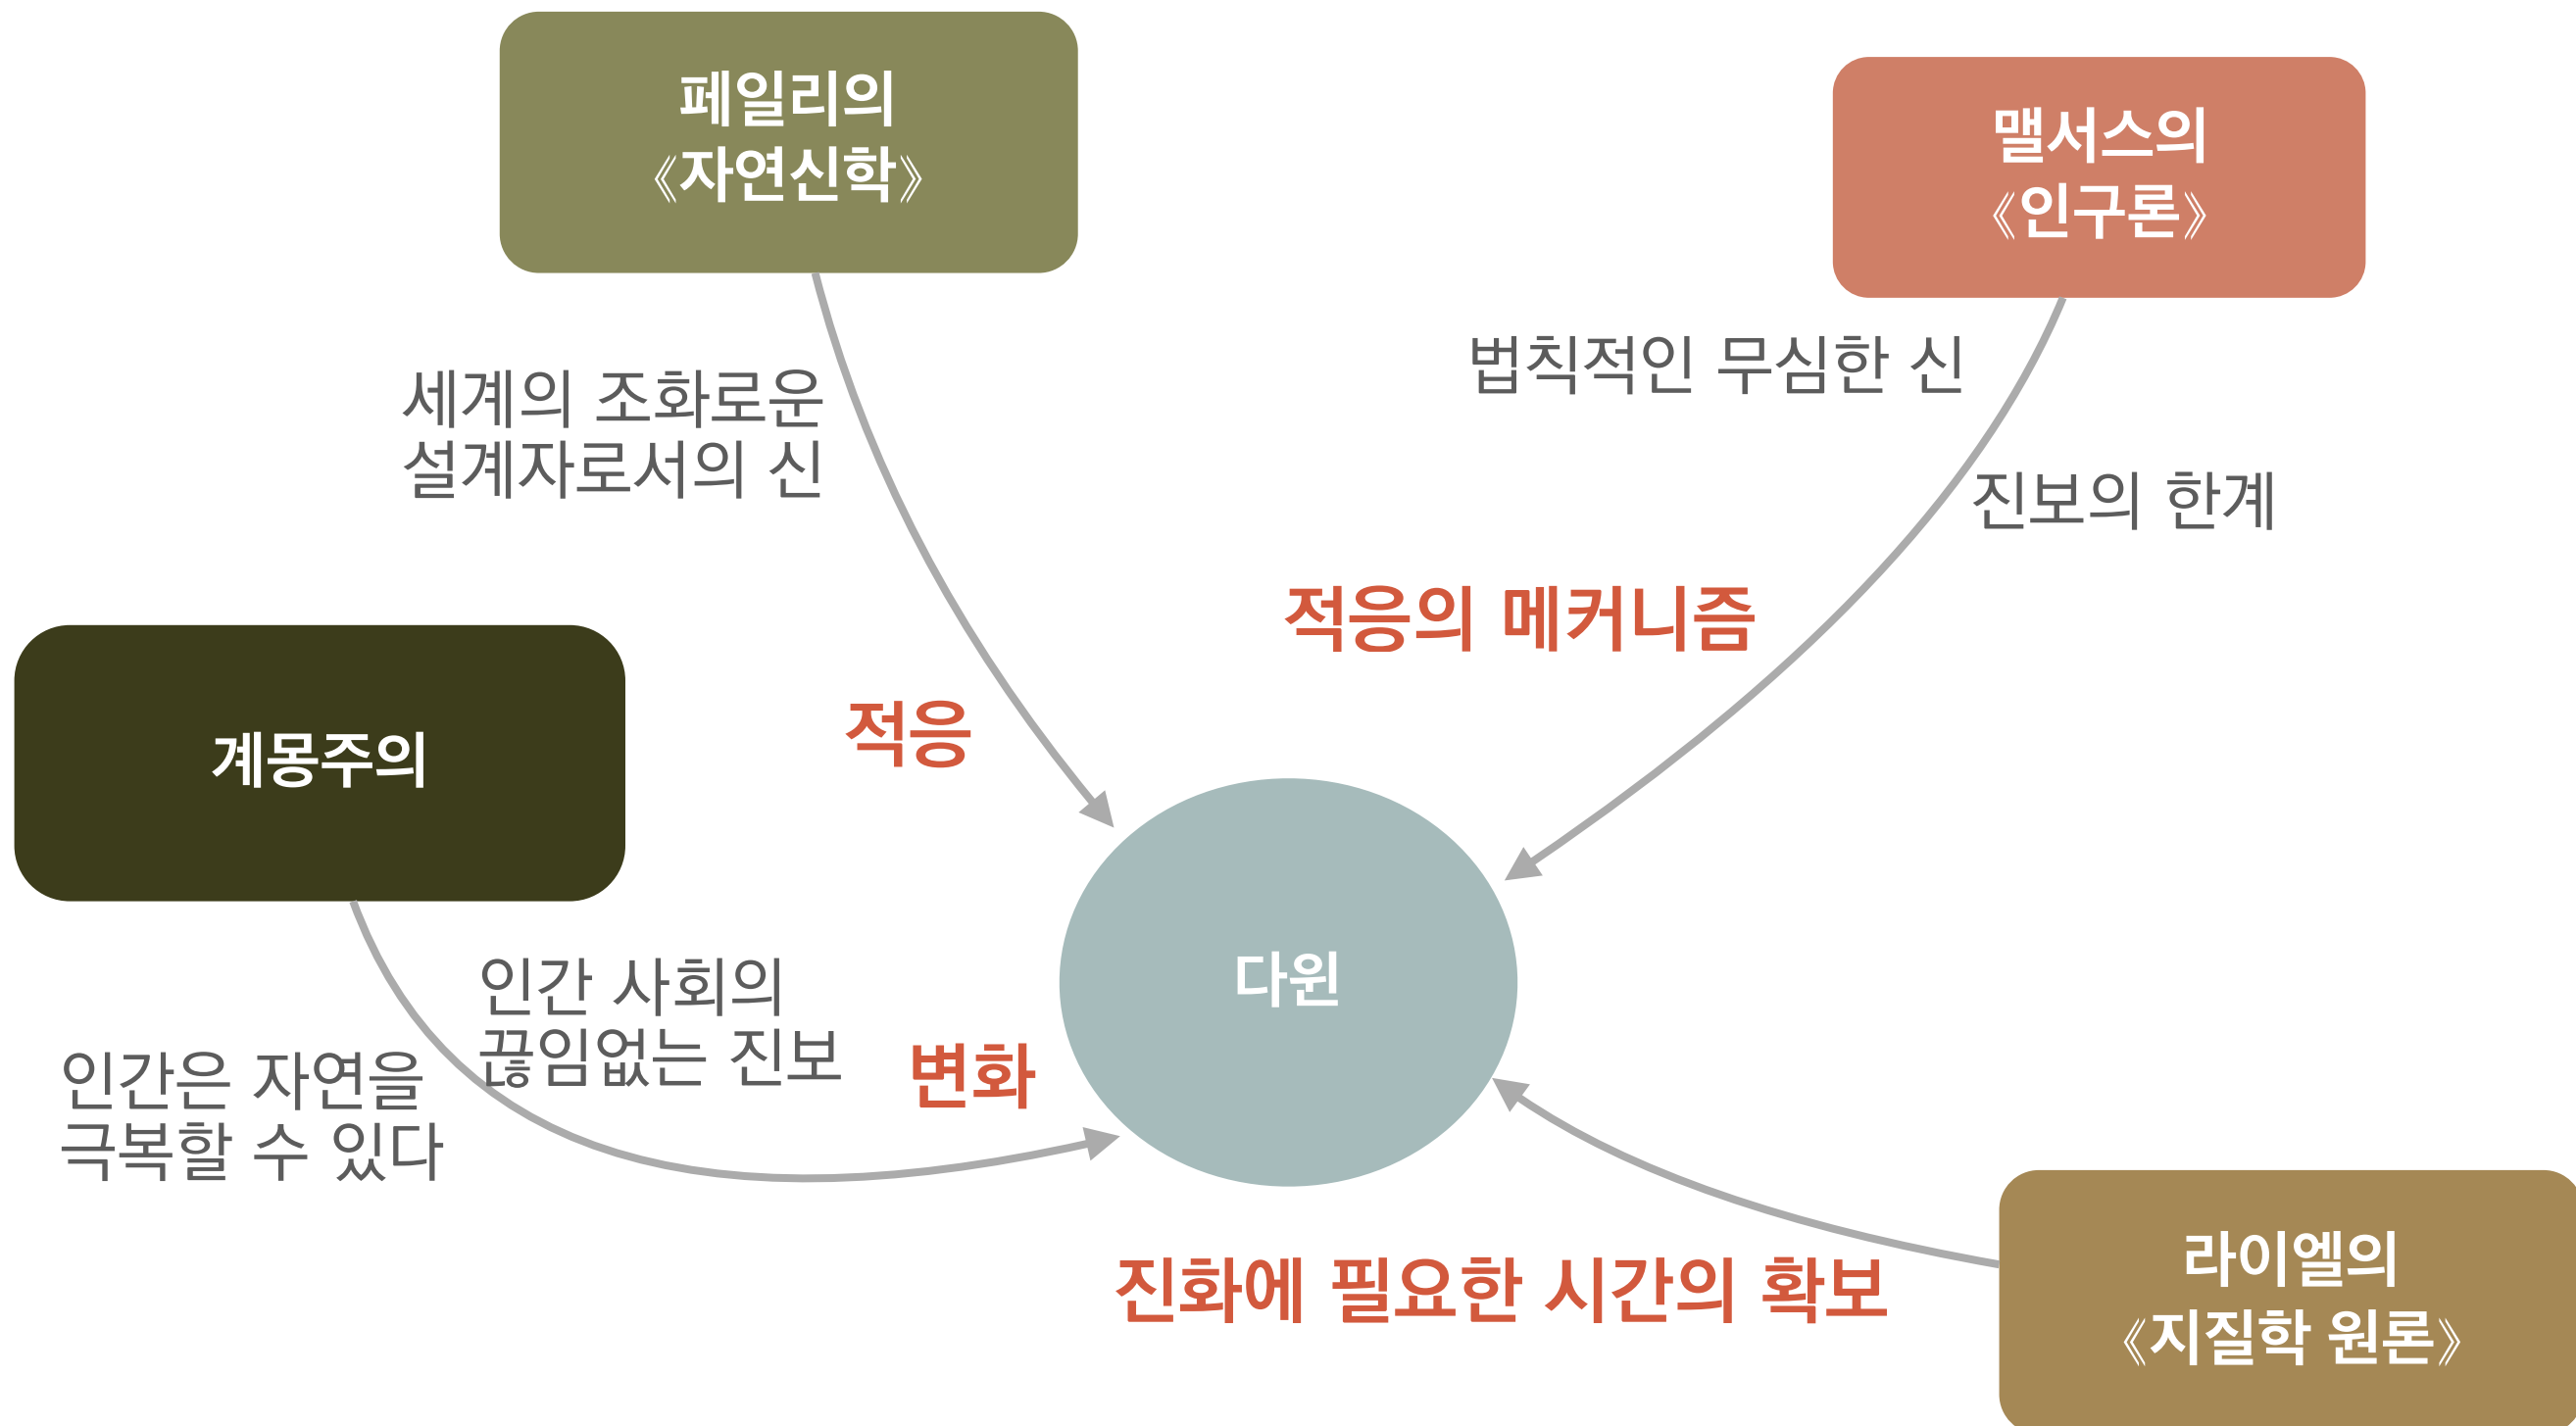 페일리의
《자연신학》
맬서스의
《인구론》
법칙적인 무심한 신
세계의 조화로운
설계자로서의 신
진보의 한계
적응의 메커니즘
적응
계몽주의
다윈
인간 사회의
끊임없는 진보
변화
인간은 자연을
극복할 수 있다
진화에 필요한 시간의 확보
라이엘의
《지질학 원론》